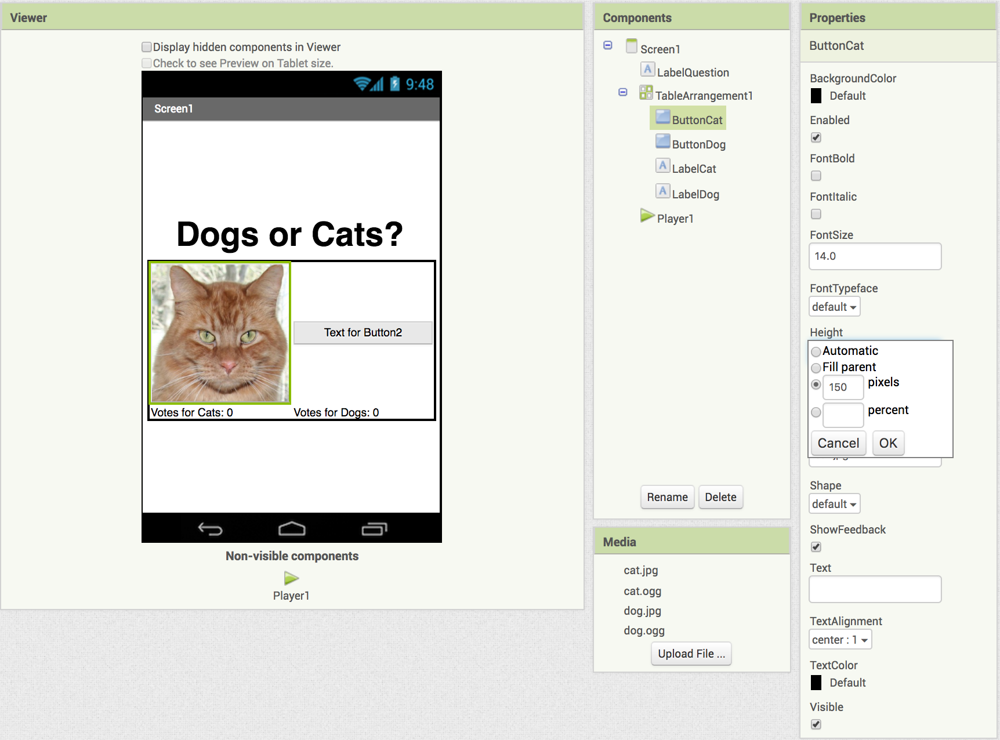 Viewer
Display hidden components in Viewer
Check to see Preview on Tablet size.
9:48
Screen1
Dogs or Cats?
Text for Button2
Votes for Cats: 0
Votes for Dogs: 0
Non-visible components
Player1
Components
Screen1
LabelQuestion
TableArrangement1
ButtonCat
ButtonDog
LabelCat
LabelDog
Player1
Rename
Delete
Media
cat.jpg
cat.ogg
dog.jpg
dog.ogg
Upload File ...
Properties
ButtonCat
BackgroundColor
Default
Enabled
FontBold
FontItalic
FontSize
14.0
FontTypeface
default
Height
Automatic
Fill parent
150 pixels
percent
Cancel
OK
Shape
default
ShowFeedback
Text
TextAlignment
center : 1
TextColor
Default
Visible